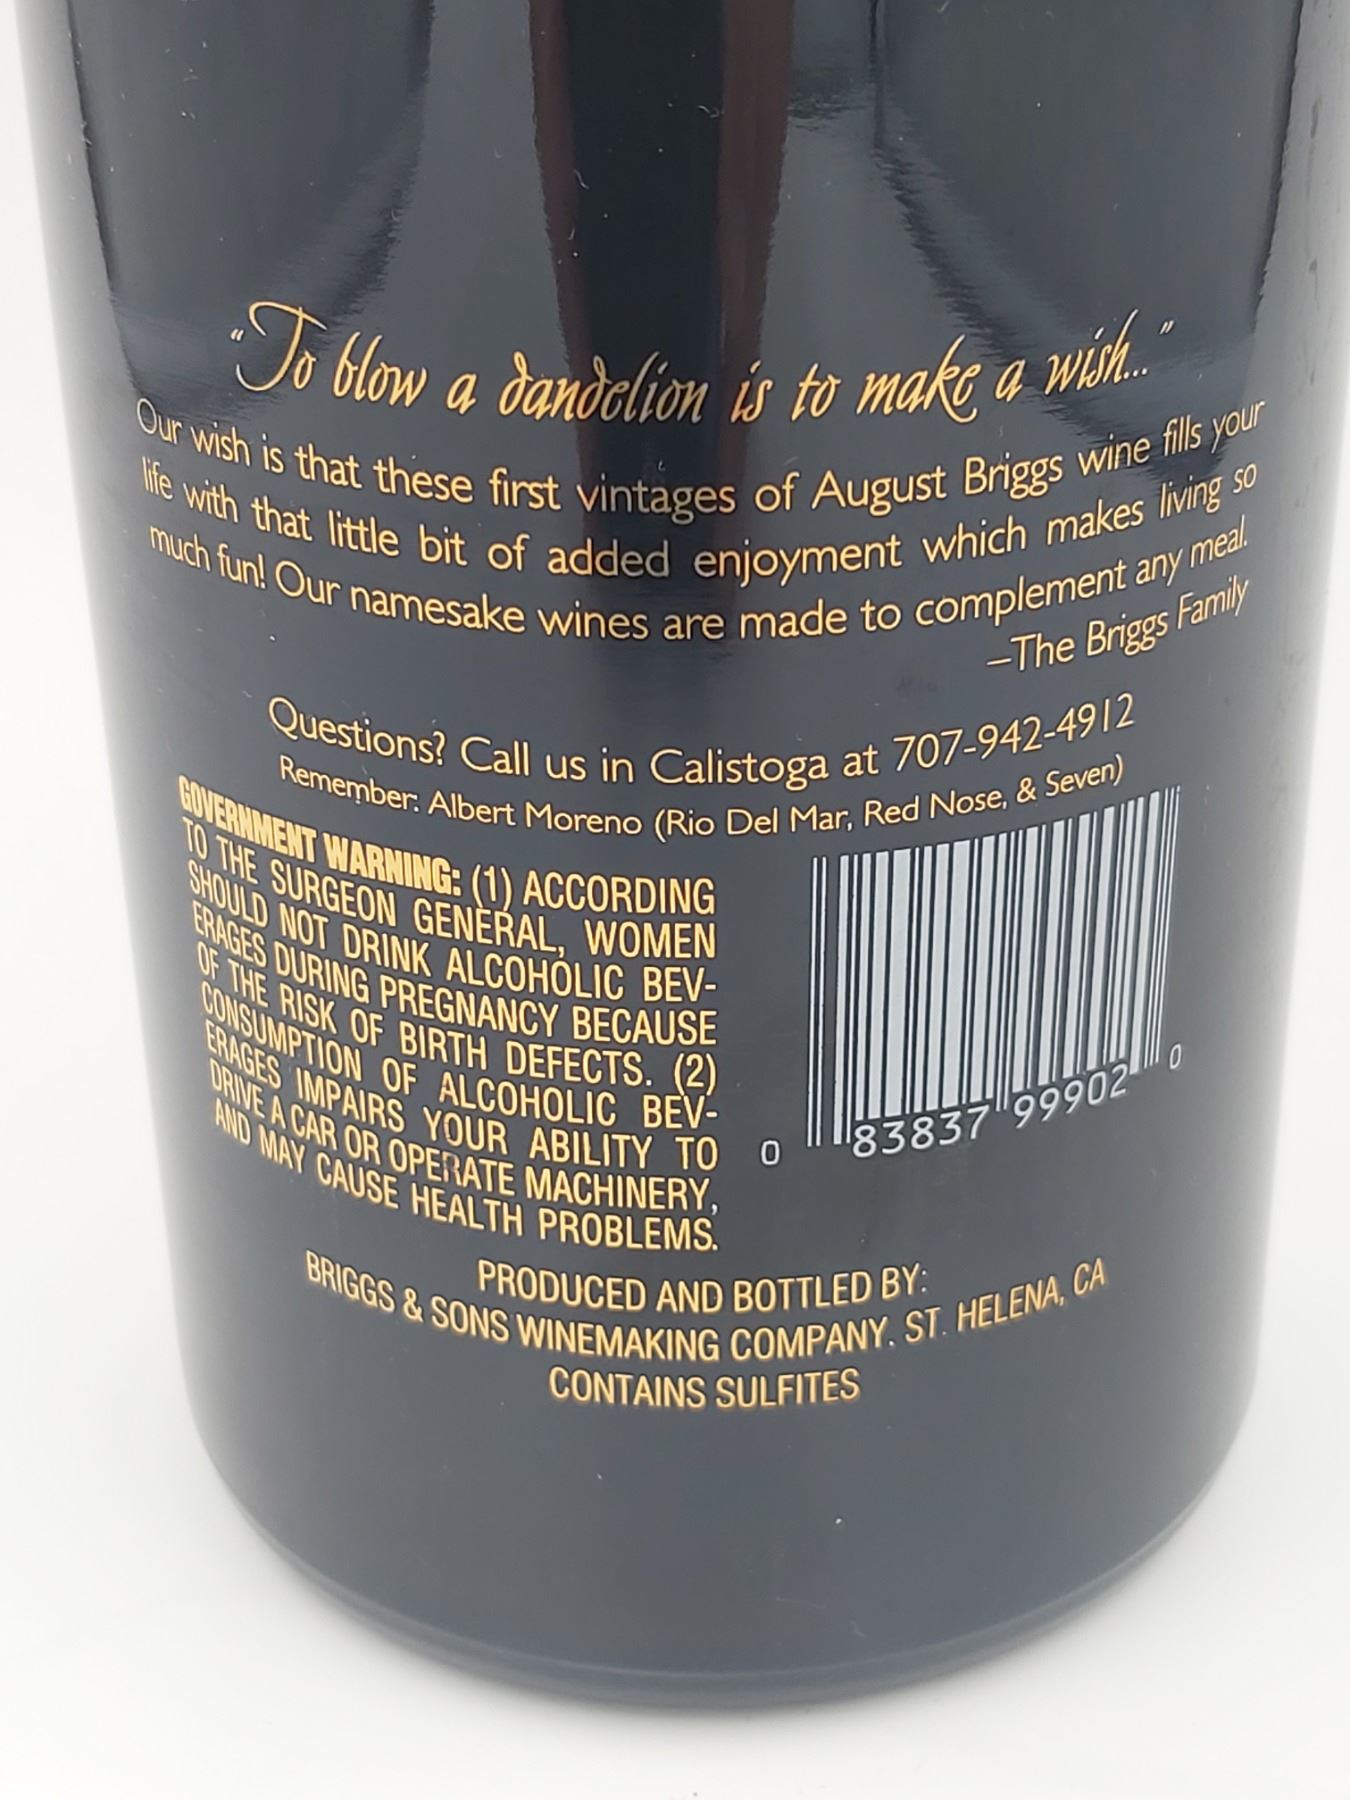 "To blow a dandelion is to make a wish..."
Our wish is that these first vintages of August Briggs wine fills your
life with that little bit of added enjoyment which makes living so
much fun! Our namesake wines are made to complement any meal.
–The Briggs Family
Questions? Call us in Calistoga at 707-942-4912
Remember: Albert Moreno (Rio Del Mar, Red Nose, & Seven)
GOVERNMENT WARNING: (1) ACCORDING
TO THE SURGEON GENERAL, WOMEN
SHOULD NOT DRINK ALCOHOLIC BEV-
ERAGES DURING PREGNANCY BECAUSE
OF THE RISK OF BIRTH DEFECTS. (2)
CONSUMPTION OF ALCOHOLIC BEV-
ERAGES IMPAIRS YOUR ABILITY TO
DRIVE A CAR OR OPERATE MACHINERY,
AND MAY CAUSE HEALTH PROBLEMS.
0 83837 99902 0
PRODUCED AND BOTTLED BY:
BRIGGS & SONS WINEMAKING COMPANY. ST. HELENA, CA
CONTAINS SULFITES